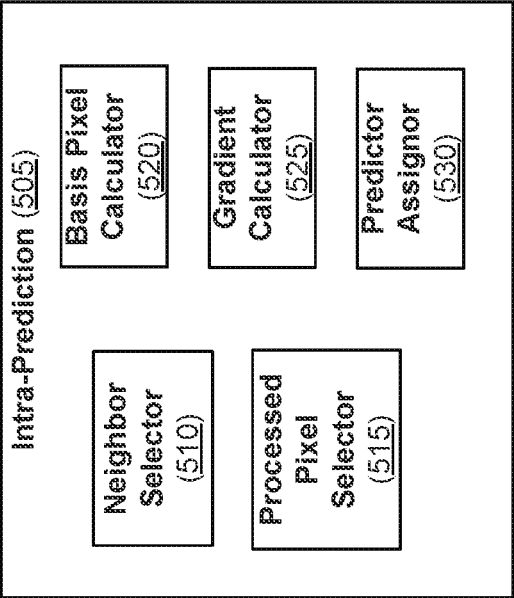 Intra-Prediction (505)
Neighbor
Selector
(510)
Processed
Pixel
Selector
(515)
Basis Pixel
Calculator
(520)
Gradient
Calculator
(525)
Predictor
Assignor
(530)